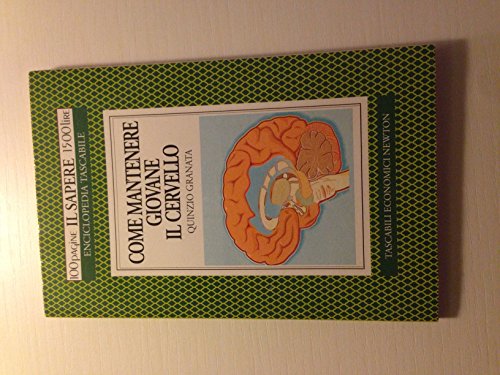 100 pagine IL SAPERE 1500 lire
ENCICLOPEDIA TASCABILE
COME MANTENERE
GIOVANE
IL CERVELLO
QUINZIO GRANATA
TASCABILI ECONOMICI NEWTON